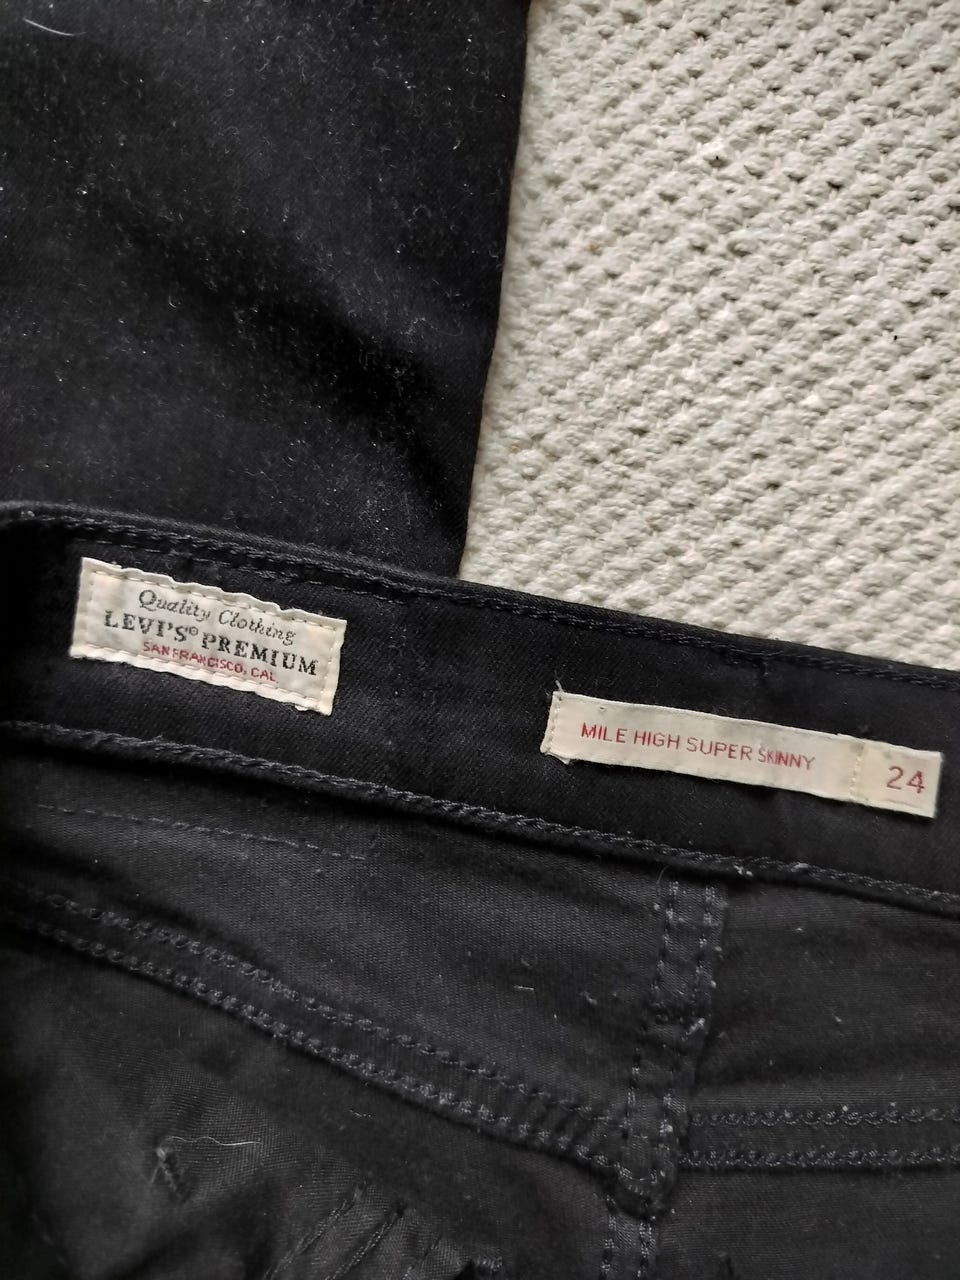 Quality Clothing
LEVI'S® PREMIUM
SAN FRANCISCO, CAL.
MILE HIGH SUPER SKINNY 24